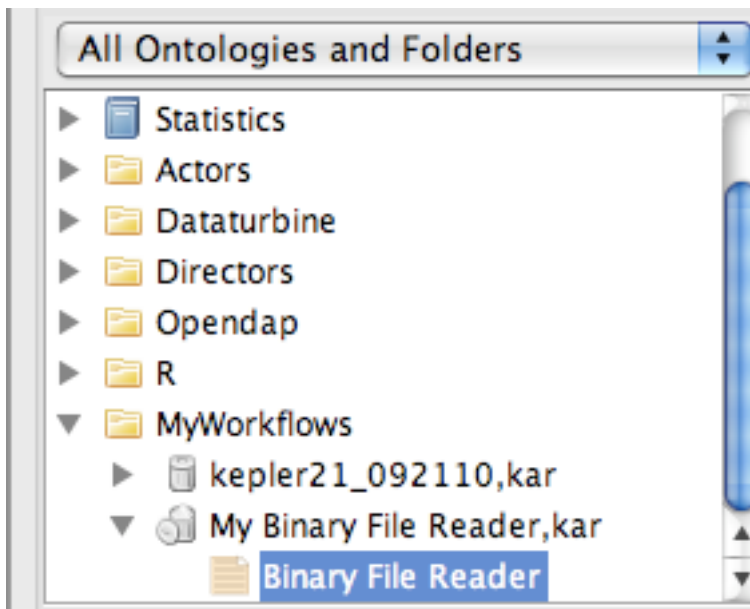 All Ontologies and Folders
Statistics
Actors
Dataturbine
Directors
Opendap
R
MyWorkflows
kepler21_092110,kar
My Binary File Reader,kar
Binary File Reader